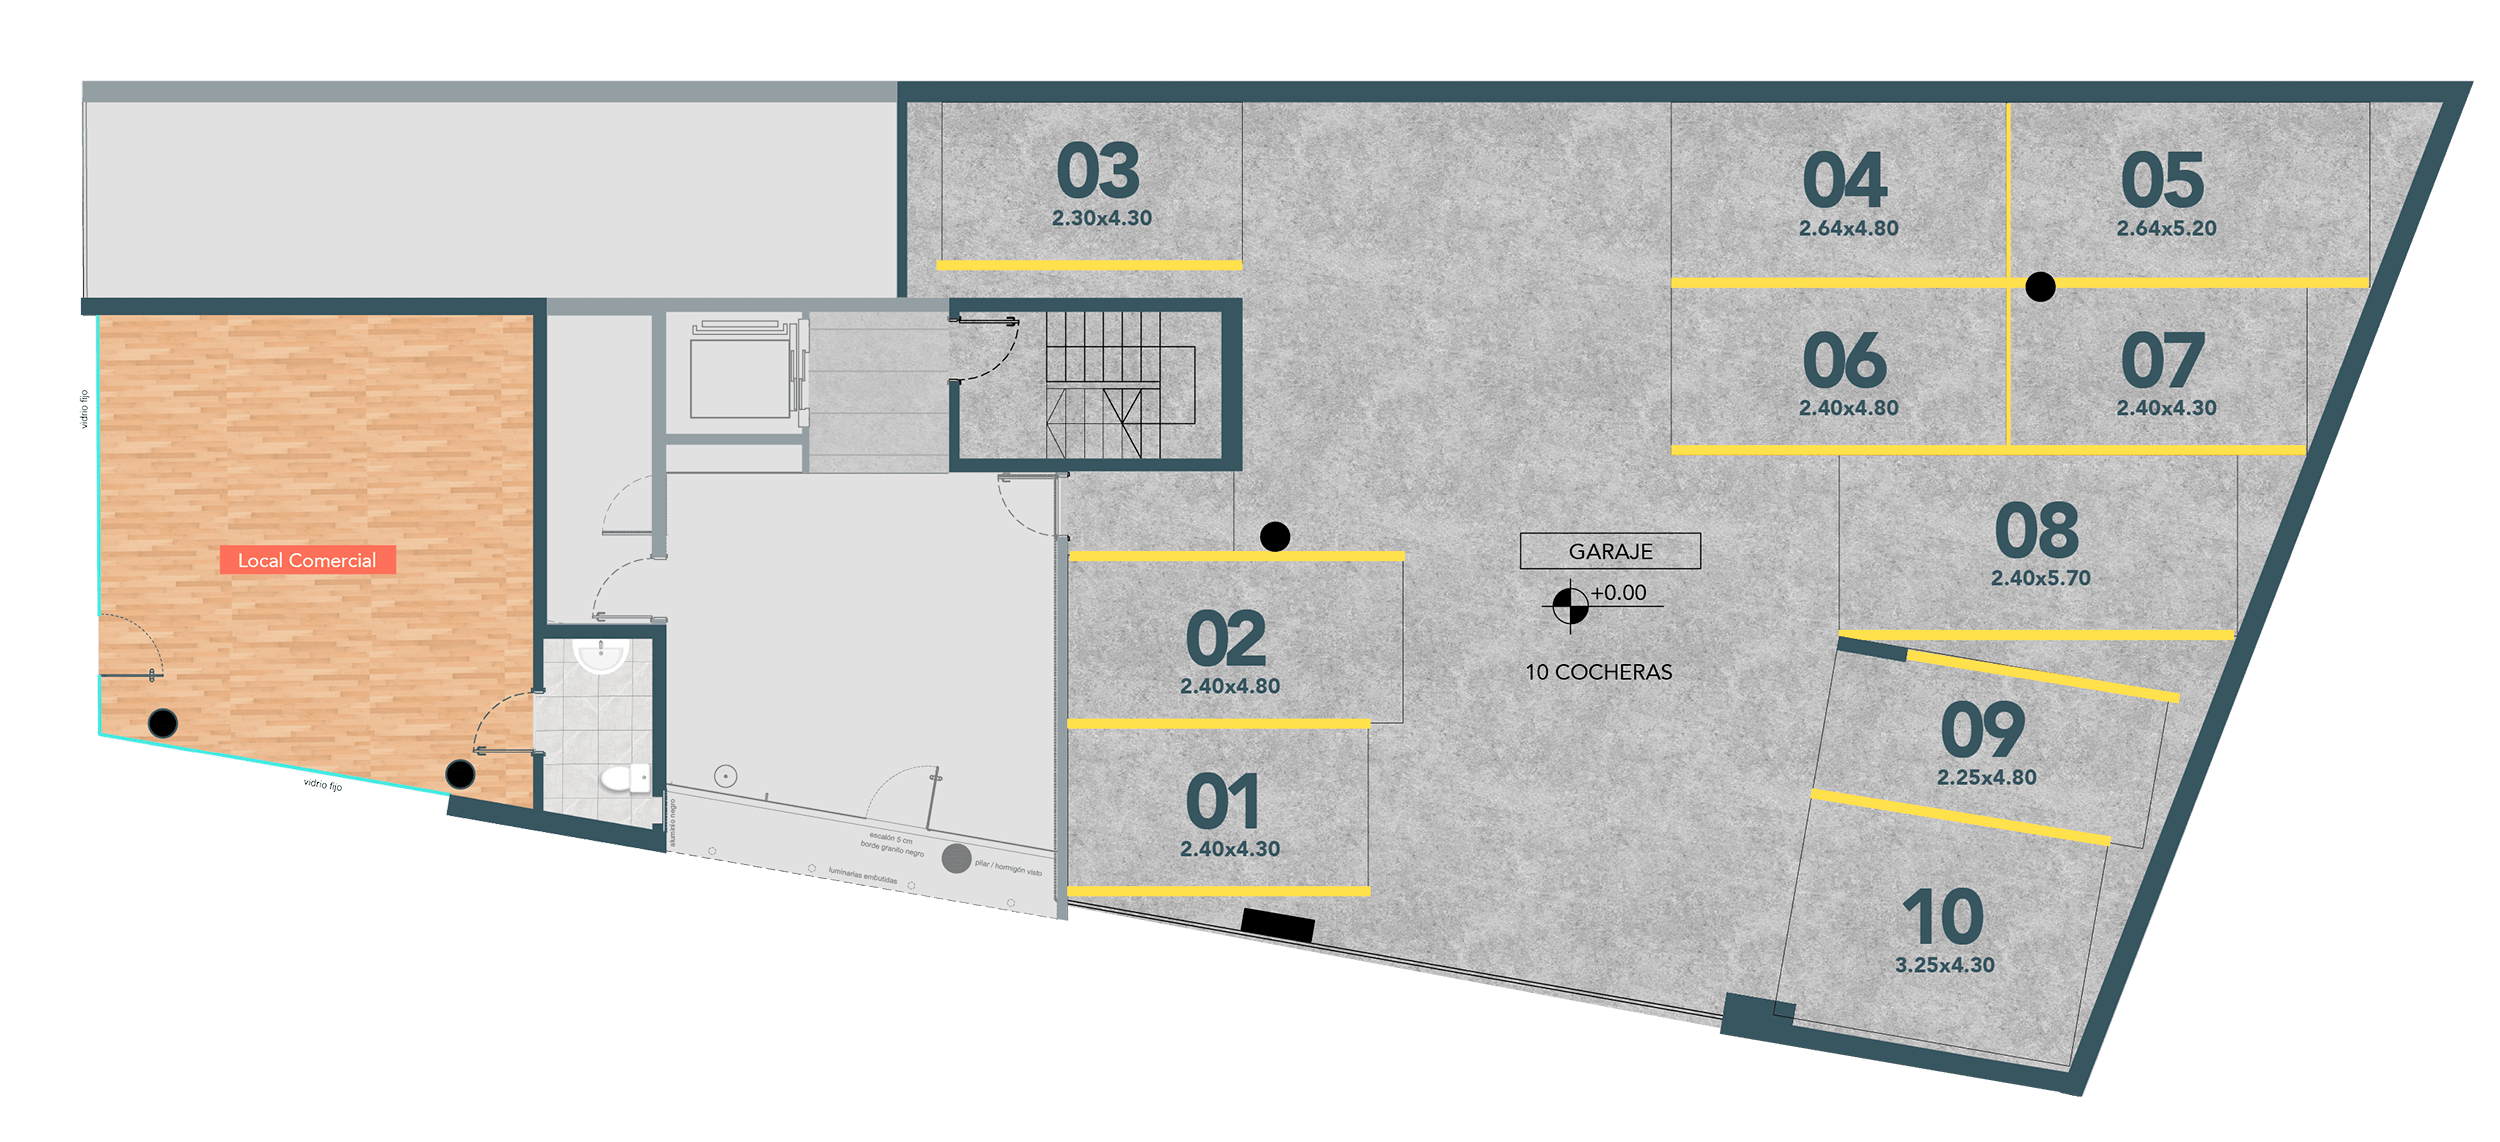 03
2.30x4.30
04
2.64x4.80
05
2.64x5.20
06
2.40x4.80
07
2.40x4.30
vidrio fijo
Local Comercial
GARAJE
+0.00
10 COCHERAS
08
2.40x5.70
02
2.40x4.80
09
2.25x4.80
01
2.40x4.30
vidrio fijo
aluminio negro
escalón 5 cm
borde granito negro
pilar / hormigón visto
luminarias embutidas
10
3.25x4.30